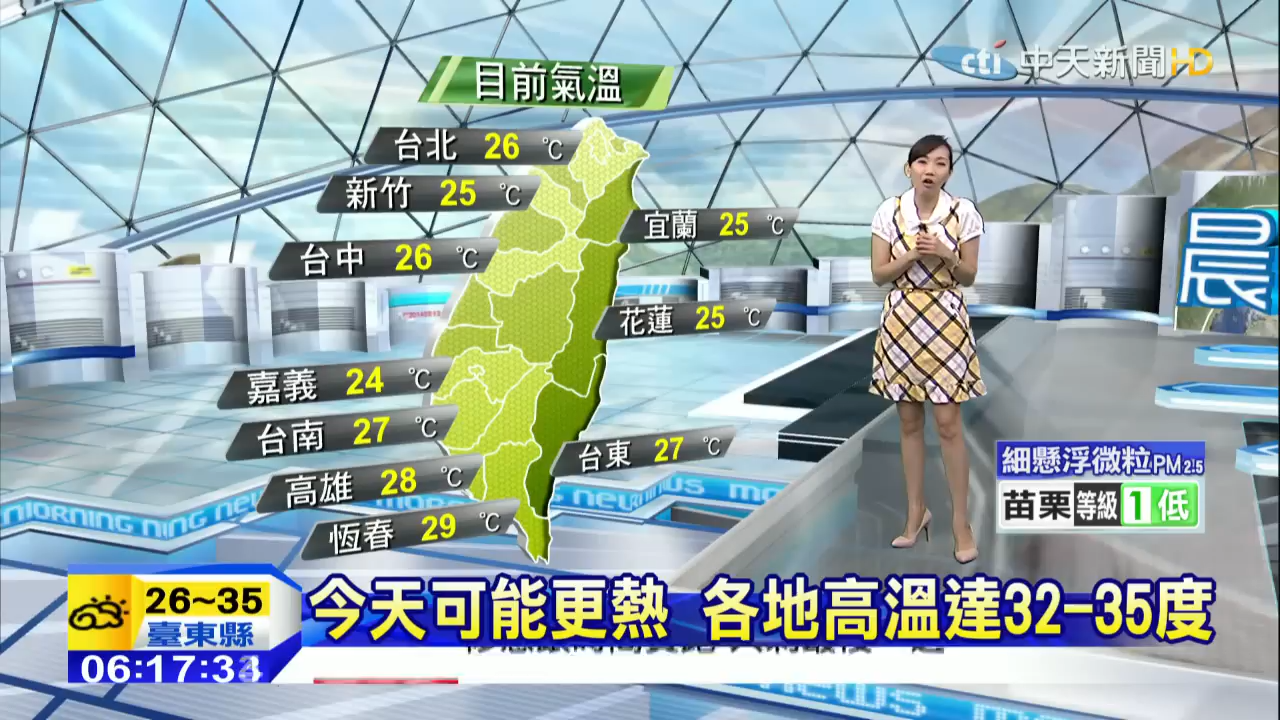 cti 中天新聞HD
目前氣溫
台北 26 ℃
新竹 25 ℃
宜蘭 25 ℃
台中 26 ℃
花蓮 25 ℃
嘉義 24 ℃
台南 27 ℃
台東 27 ℃
高雄 28 ℃
恆春 29 ℃
晨
細懸浮微粒PM2.5
苗栗 等級 1 低
MORNING
news
26~35
臺東縣
今天可能更熱 各地高溫達32-35度
news